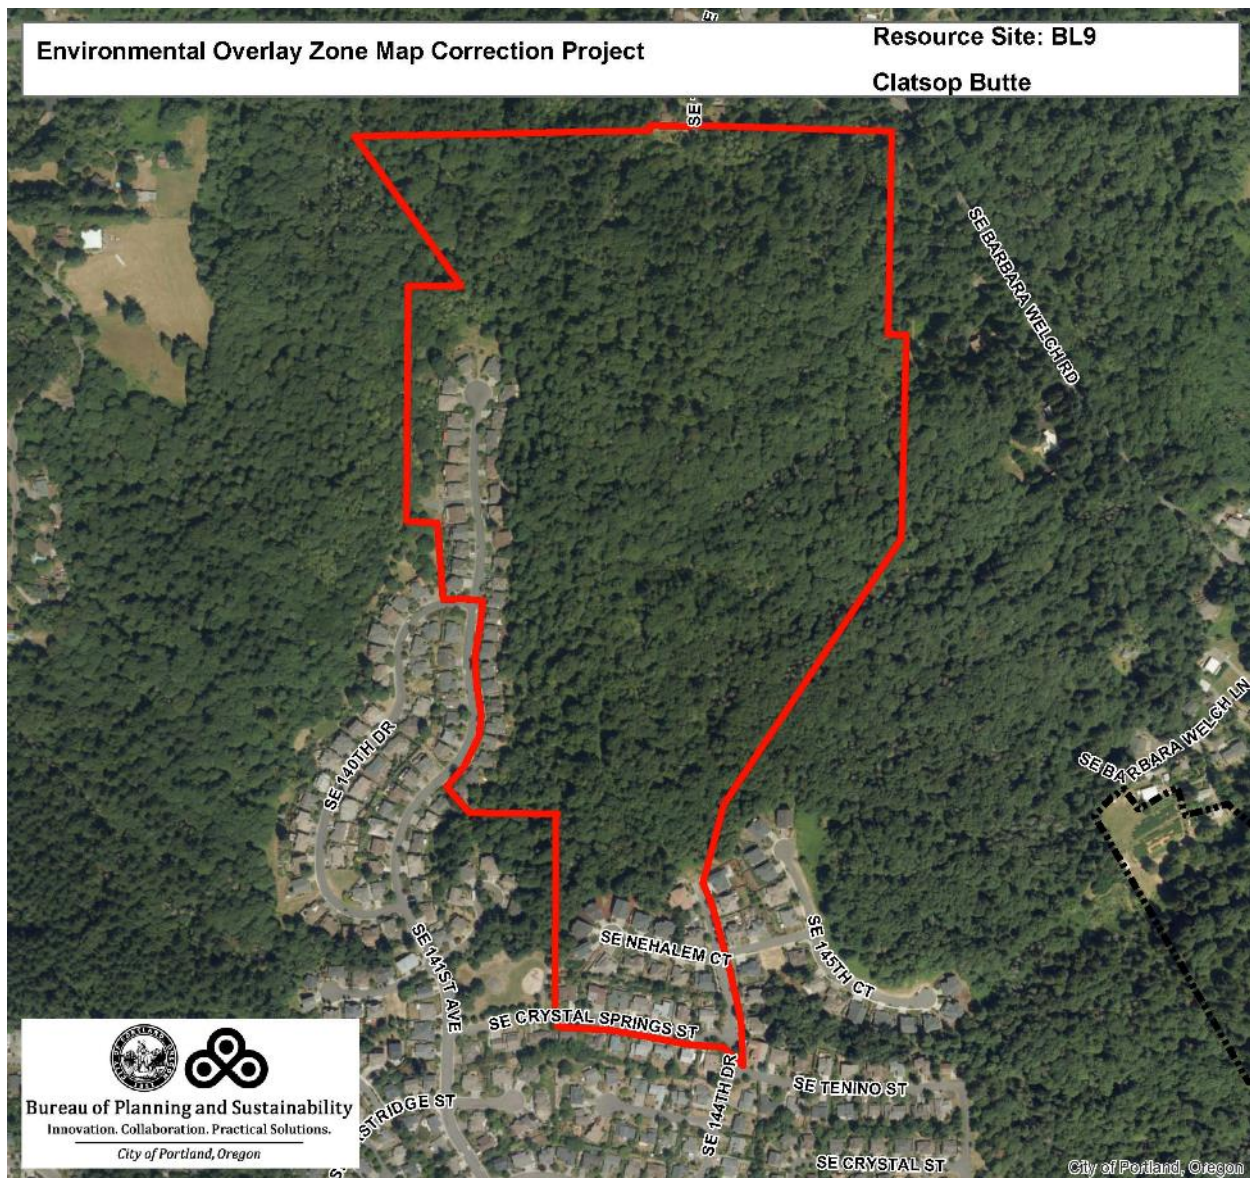 Environmental Overlay Zone Map Correction Project
Resource Site: BL9
Clatsop Butte
SE
SE BARBARA WELCH RD
SE BARBARA WELCH LN
SE 140TH DR
SE 141ST AVE
SE NEHALEM CT
SE 145TH CT
SE CRYSTAL SPRINGS ST
SE 144TH DR
SE TENINO ST
SE CRYSTAL ST
Bureau of Planning and Sustainability
Innovation. Collaboration. Practical Solutions.
City of Portland, Oregon
City of Portland, Oregon